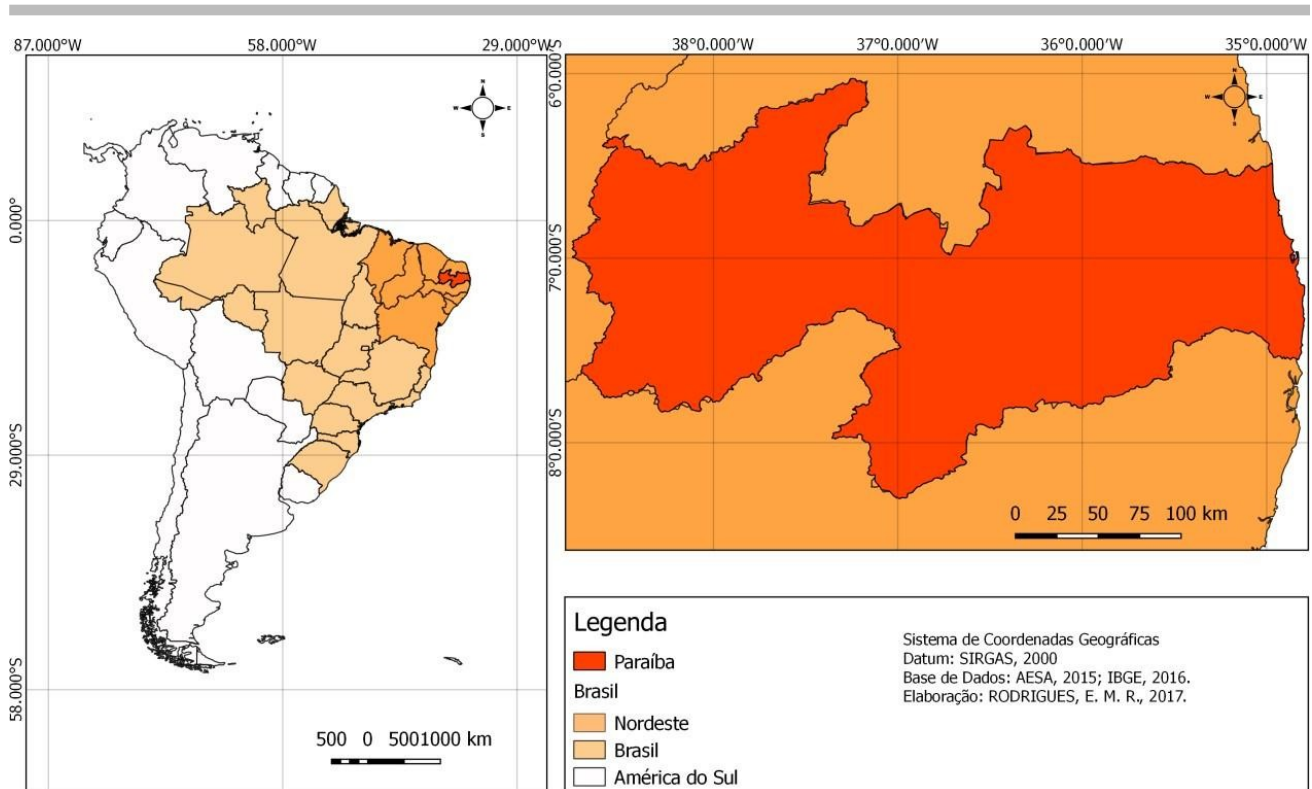 87.000°W 58.000°W 29.000°W
0.000°
29.000°S
58.000°S
N
W E
S
500 0 5001000 km
38°0.000'W 37°0.000'W 36°0.000'W 35°0.000'W
6°0.000'S
7°0.000'S
8°0.000'S
N
W E
S
0 25 50 75 100 km
Legenda
Paraíba
Brasil
Nordeste
Brasil
América do Sul
Sistema de Coordenadas Geográficas
Datum: SIRGAS, 2000
Base de Dados: AESA, 2015; IBGE, 2016.
Elaboração: RODRIGUES, E. M. R., 2017.